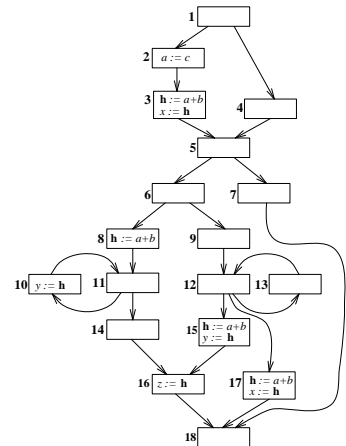 1
2 a := c
3 h := a+b
x := h
4
5
6
7
8 h := a+b
9
10 y := h
11
12
13
14
15 h := a+b
y := h
16 z := h
17 h := a+b
x := h
18